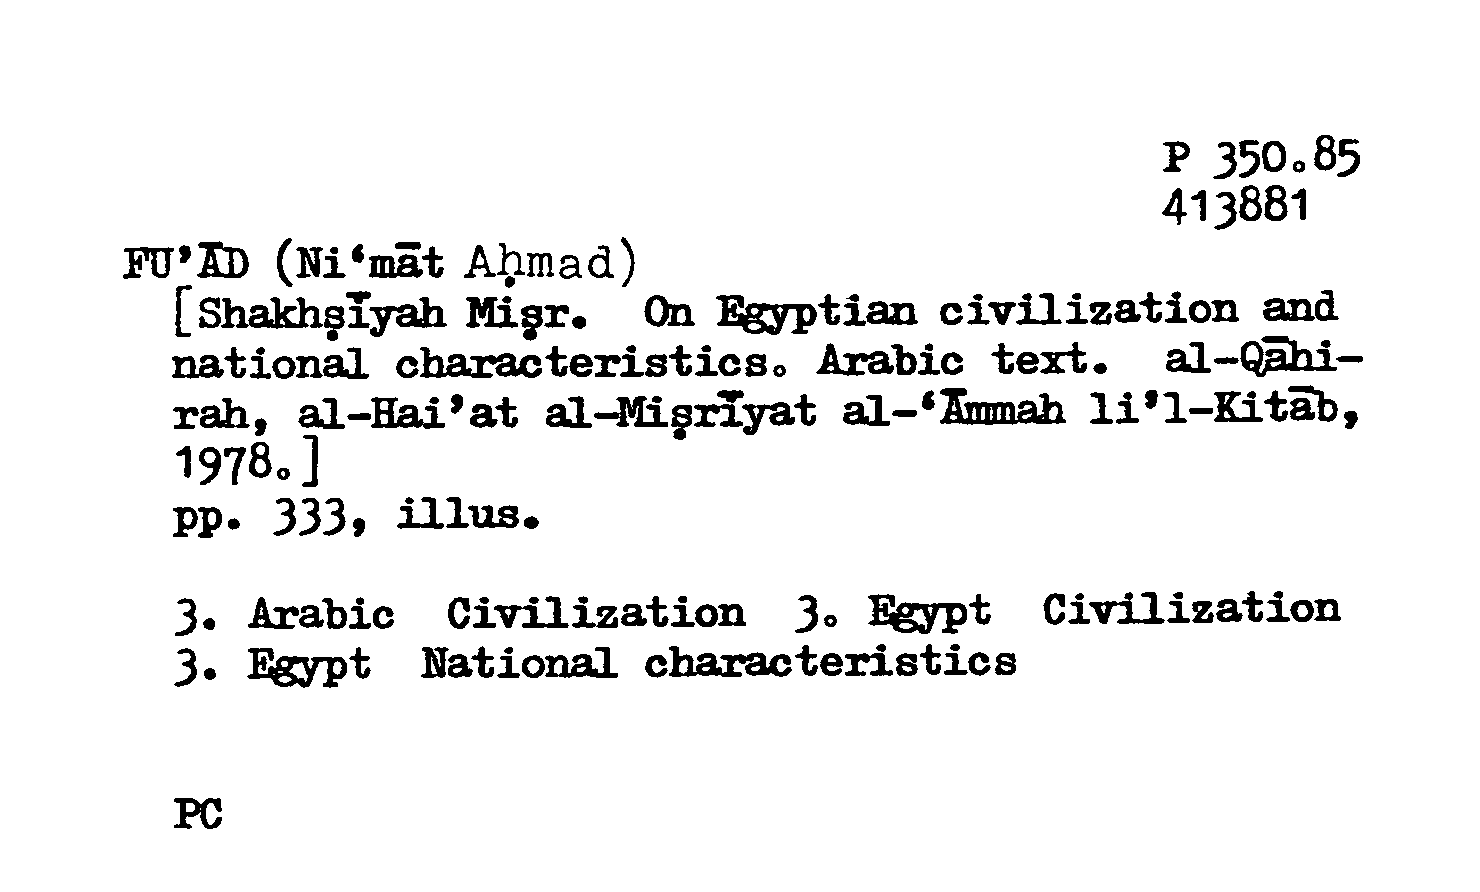 P 350.85
413881
FU’ĀD (Ni‘māt Aḥmad)
[Shakhṣīyah Miṣr. On Egyptian civilization and
national characteristics. Arabic text. al-Qāhi-
rah, al-Hai’at al-Miṣrīyat al-‘Āmmah li’l-Kitāb,
1978.]
pp. 333, illus.
3. Arabic Civilization 3. Egypt Civilization
3. Egypt National characteristics
PC